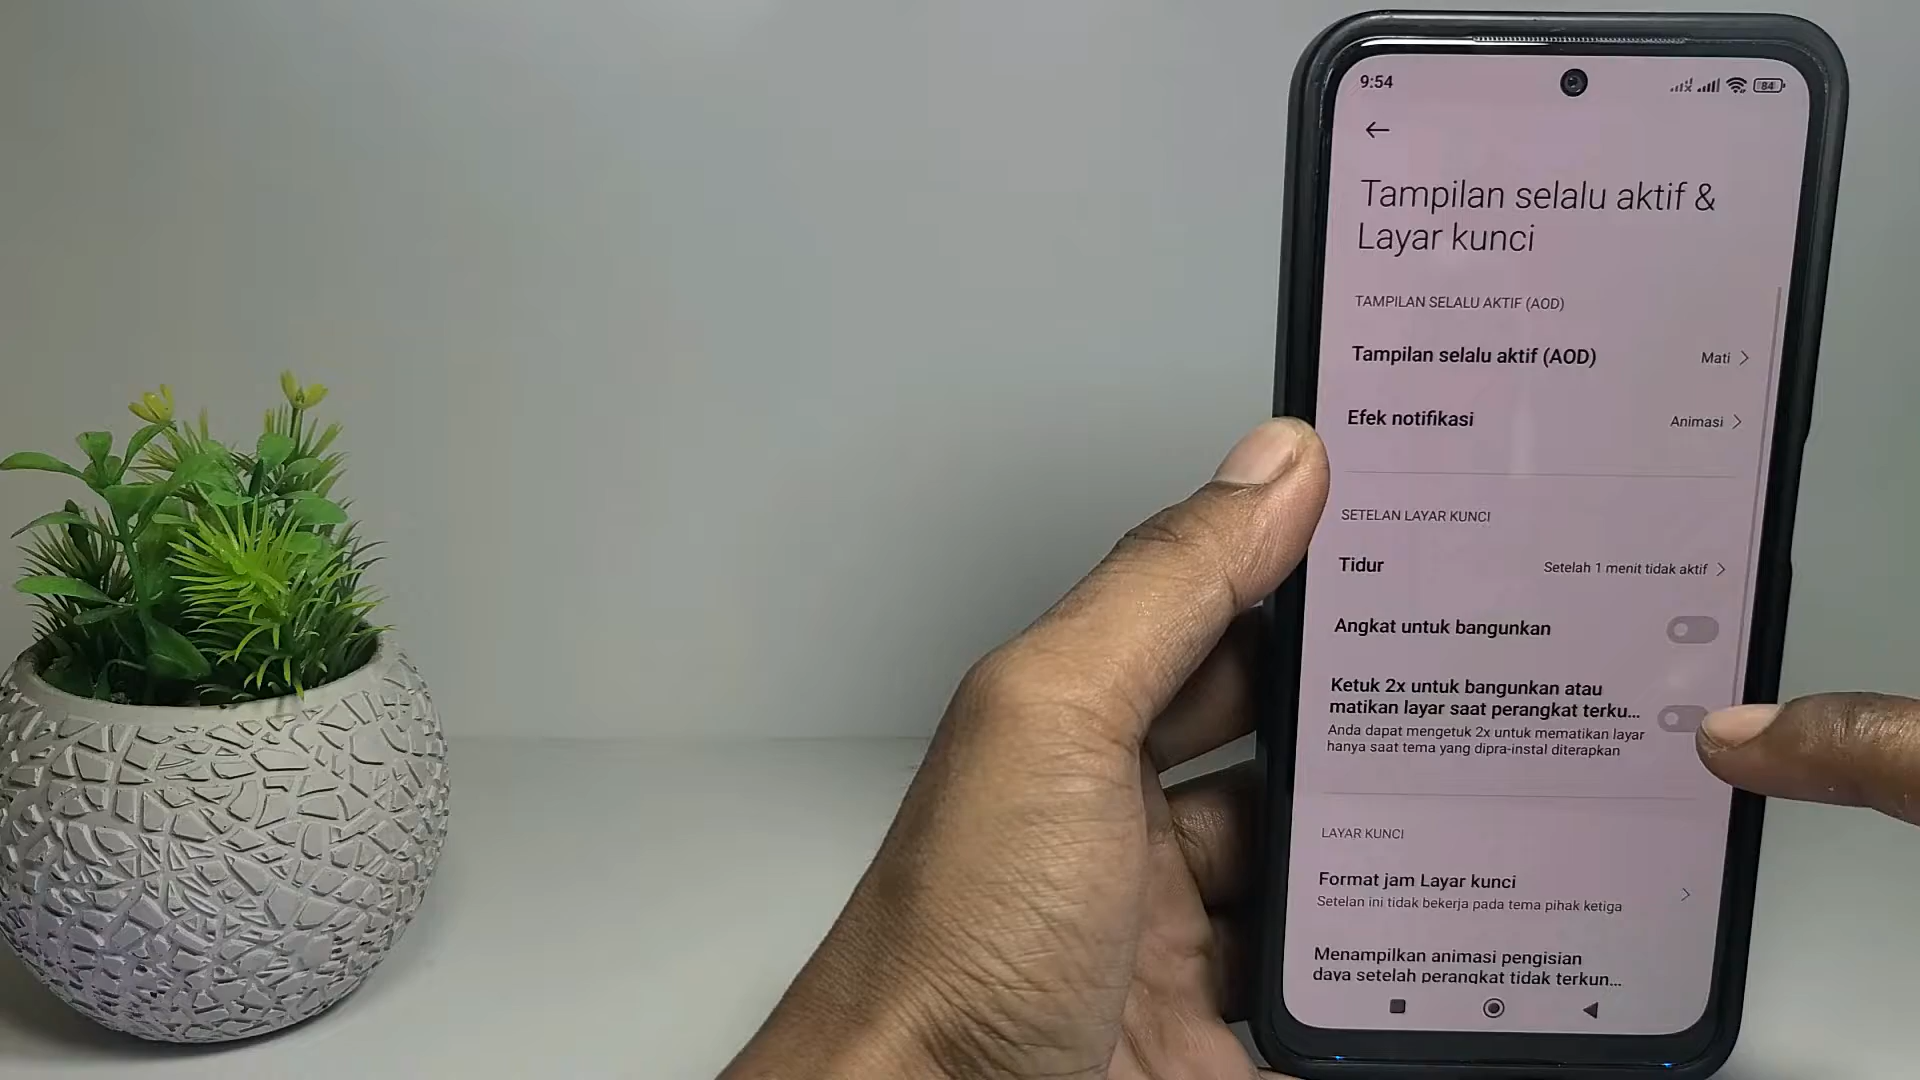 9:54
84
Tampilan selalu aktif &
Layar kunci
TAMPILAN SELALU AKTIF (AOD)
Tampilan selalu aktif (AOD) Mati
Efek notifikasi Animasi
SETELAN LAYAR KUNCI
Tidur Setelah 1 menit tidak aktif
Angkat untuk bangunkan
Ketuk 2x untuk bangunkan atau
matikan layar saat perangkat terku...
Anda dapat mengetuk 2x untuk mematikan layar
hanya saat tema yang dipra-instal diterapkan
LAYAR KUNCI
Format jam Layar kunci
Setelan ini tidak bekerja pada tema pihak ketiga
Menampilkan animasi pengisian
daya setelah perangkat tidak terkun...